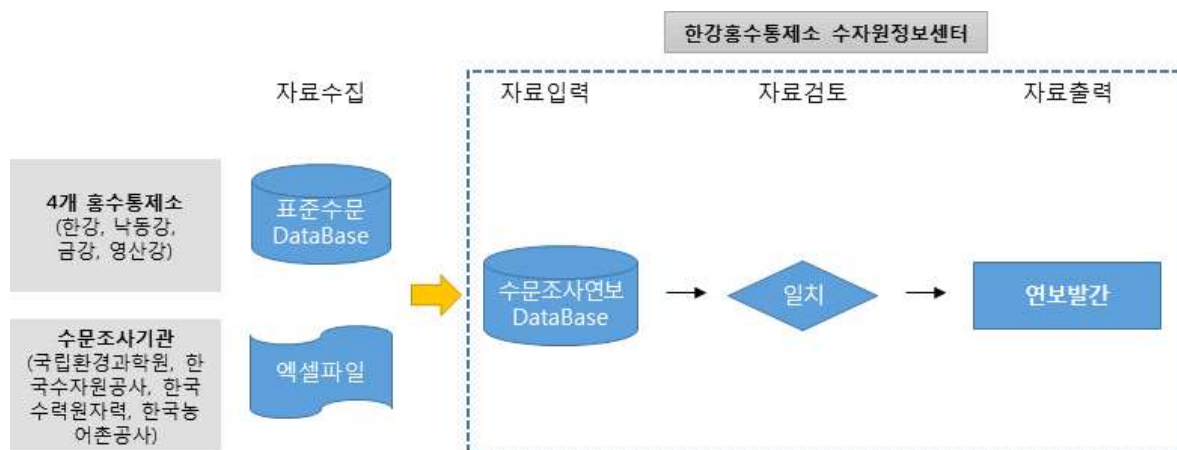 한강홍수통제소 수자원정보센터
자료수집
자료입력
자료검토
자료출력
4개 홍수통제소
(한강, 낙동강,
금강, 영산강)
표준수문
DataBase
수문조사기관
(국립환경과학원, 한
국수자원공사, 한국
수력원자력, 한국농
어촌공사)
엑셀파일
수문조사연보
DataBase
일치
연보발간